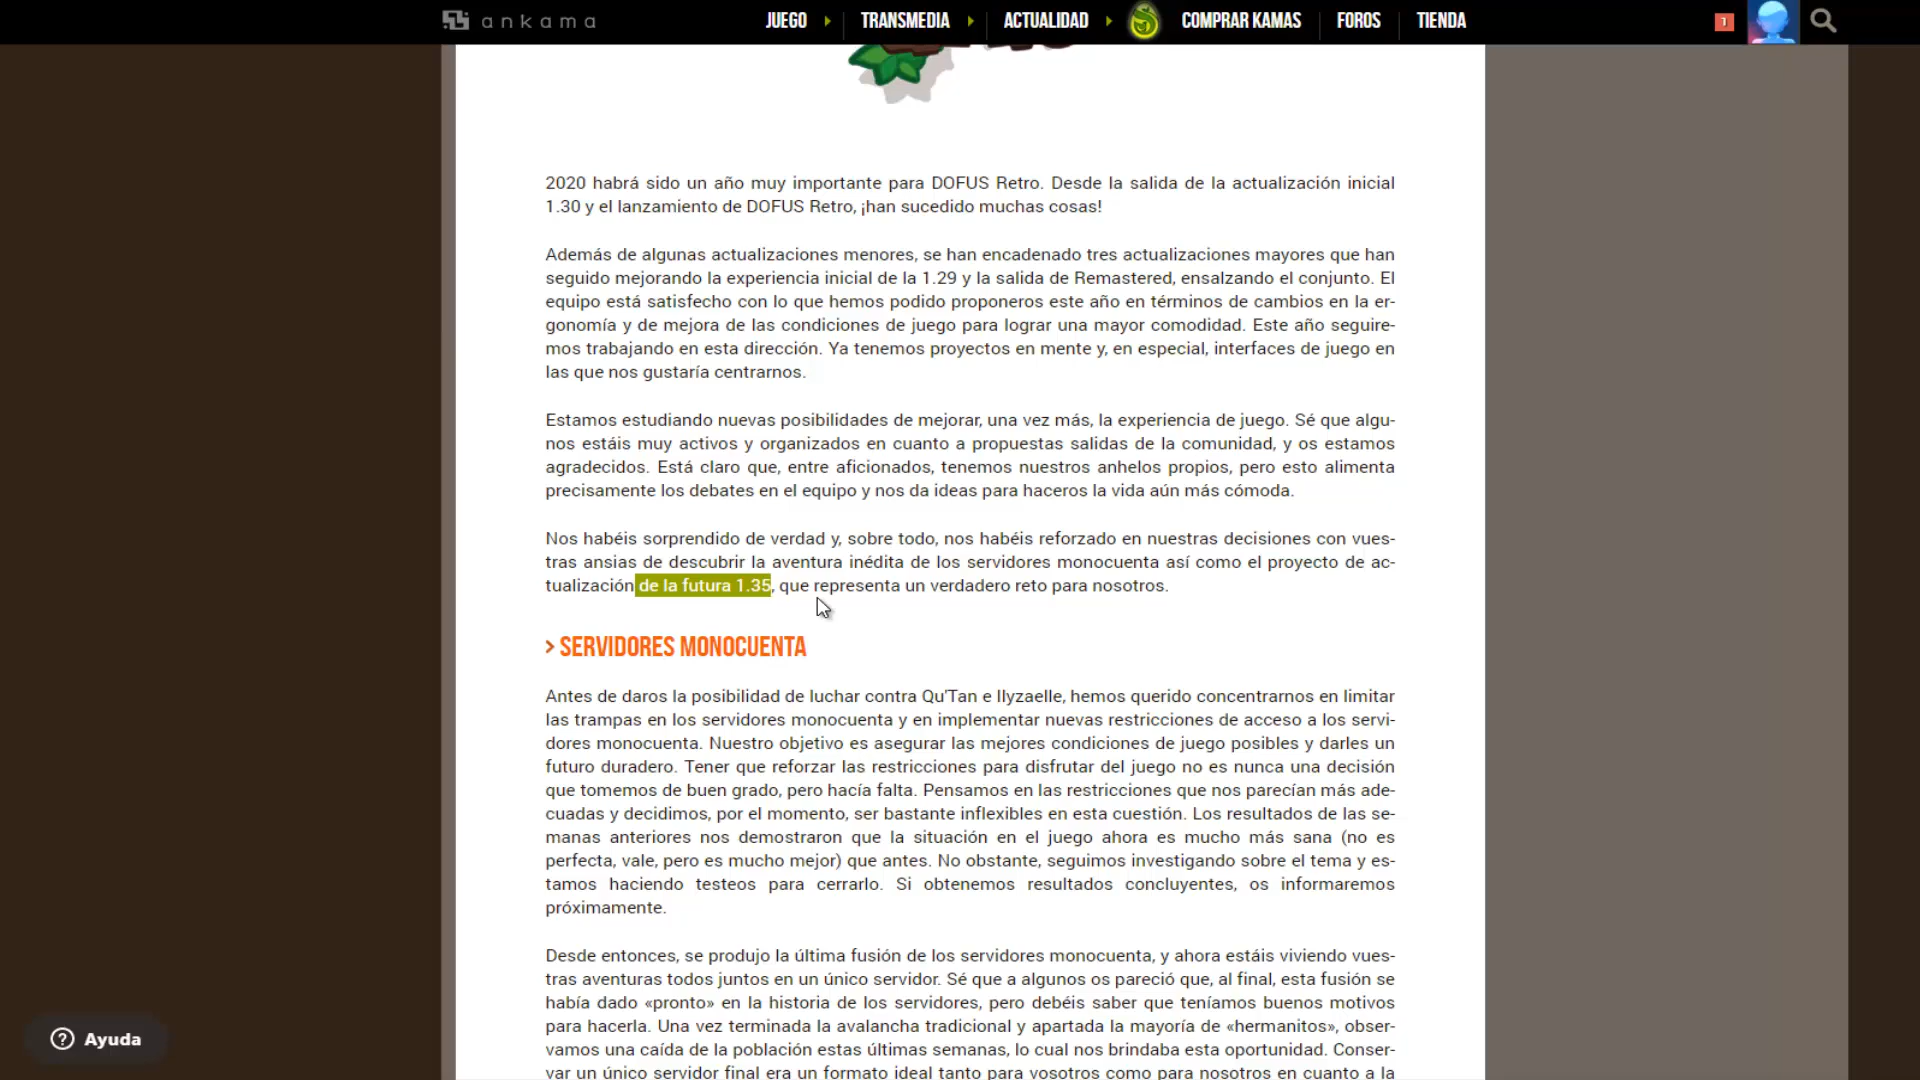 ankama
JUEGO
TRANSMEDIA
ACTUALIDAD
COMPRAR KAMAS
FOROS
TIENDA
1
2020 habrá sido un año muy importante para DOFUS Retro. Desde la salida de la actualización inicial
1.30 y el lanzamiento de DOFUS Retro, ¡han sucedido muchas cosas!
Además de algunas actualizaciones menores, se han encadenado tres actualizaciones mayores que han
seguido mejorando la experiencia inicial de la 1.29 y la salida de Remastered, ensalzando el conjunto. El
equipo está satisfecho con lo que hemos podido proponeros este año en términos de cambios en la er-
gonomía y de mejora de las condiciones de juego para lograr una mayor comodidad. Este año seguire-
mos trabajando en esta dirección. Ya tenemos proyectos en mente y, en especial, interfaces de juego en
las que nos gustaría centrarnos.
Estamos estudiando nuevas posibilidades de mejorar, una vez más, la experiencia de juego. Sé que algu-
nos estáis muy activos y organizados en cuanto a propuestas salidas de la comunidad, y os estamos
agradecidos. Está claro que, entre aficionados, tenemos nuestros anhelos propios, pero esto alimenta
precisamente los debates en el equipo y nos da ideas para haceros la vida aún más cómoda.
Nos habéis sorprendido de verdad y, sobre todo, nos habéis reforzado en nuestras decisiones con vues-
tras ansias de descubrir la aventura inédita de los servidores monocuenta así como el proyecto de ac-
tualización de la futura 1.35, que representa un verdadero reto para nosotros.
> SERVIDORES MONOCUENTA
Antes de daros la posibilidad de luchar contra Qu'Tan e Ilyzaelle, hemos querido concentrarnos en limitar
las trampas en los servidores monocuenta y en implementar nuevas restricciones de acceso a los servi-
dores monocuenta. Nuestro objetivo es asegurar las mejores condiciones de juego posibles y darles un
futuro duradero. Tener que reforzar las restricciones para disfrutar del juego no es nunca una decisión
que tomemos de buen grado, pero hacía falta. Pensamos en las restricciones que nos parecían más ade-
cuadas y decidimos, por el momento, ser bastante inflexibles en esta cuestión. Los resultados de las se-
manas anteriores nos demostraron que la situación en el juego ahora es mucho más sana (no es
perfecta, vale, pero es mucho mejor) que antes. No obstante, seguimos investigando sobre el tema y es-
tamos haciendo testeos para cerrarlo. Si obtenemos resultados concluyentes, os informaremos
próximamente.
Desde entonces, se produjo la última fusión de los servidores monocuenta, y ahora estáis viviendo vues-
tras aventuras todos juntos en un único servidor. Sé que a algunos os pareció que, al final, esta fusión se
había dado «pronto» en la historia de los servidores, pero debéis saber que teníamos buenos motivos
para hacerla. Una vez terminada la avalancha tradicional y apartada la mayoría de «hermanitos», obser-
vamos una caída de la población estas últimas semanas, lo cual nos brindaba esta oportunidad. Conser-
var un único servidor final era un formato ideal tanto para vosotros como para nosotros en cuanto a la
? Ayuda